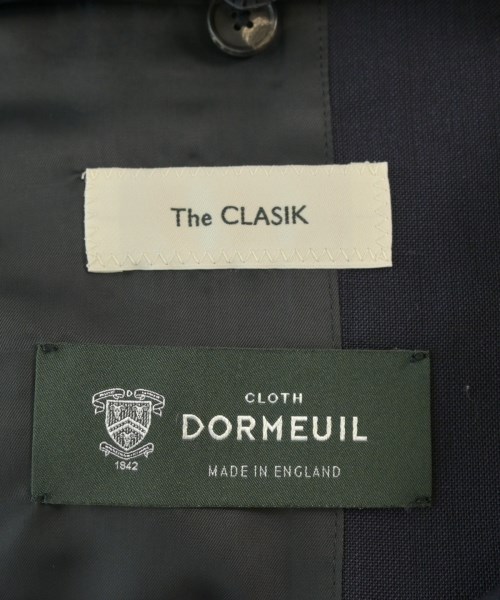 The CLASIK
CLOTH
DORMEUIL
MADE IN ENGLAND
1842